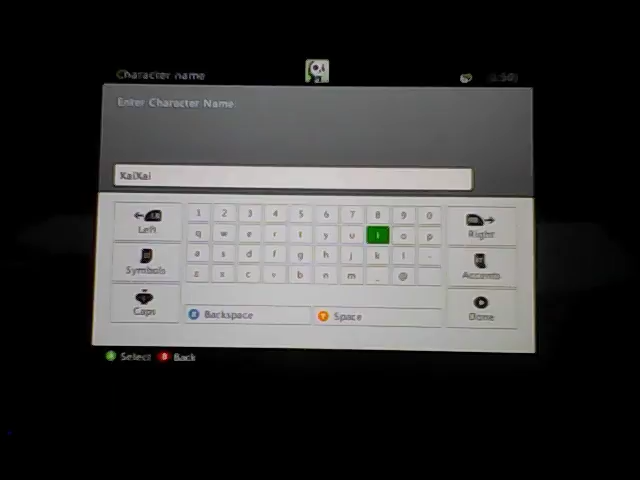 Character name
Enter Character Name:
XaiXai
Left
1 2 3 4 5 6 7 8 9 0
Right
q w e r t y u i o p
Symbols
a s d f g h j k l -
Accents
z x c v b n m _ @ .
Caps
X Backspace
Y Space
Done
A Select B Back